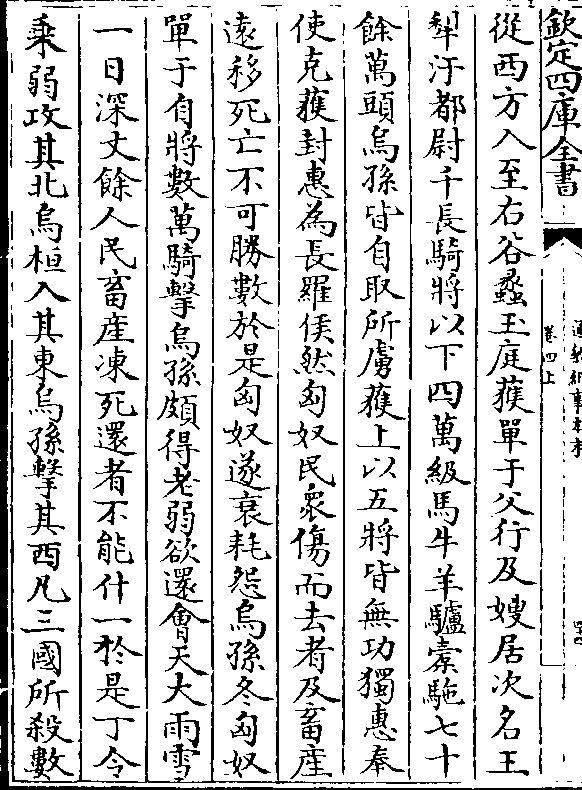 欽定四庫全書
通鑑紀事本末
卷四上
從西方入至右谷蠡王庭蒦單于父行及嫂居次名王
犁汙都尉千長騎將以下四萬級馬牛羊驢橐駞七十
餘萬頭烏孫皆自取所虜蒦上以五將皆無功獨惠奉
使克蒦封惠為長羅侯然匈奴民衆傷而去者及畜產
遠移死亡不可勝數於是匈奴遂衰耗怨烏孫冬匈奴
單于自將數萬騎擊烏孫頗得老弱欲還會天大雨雪
一日深丈餘人民畜産凍死還者不能什一於是丁令
乗弱攻其北烏桓入其東烏孫擊其西凡三國所殺數